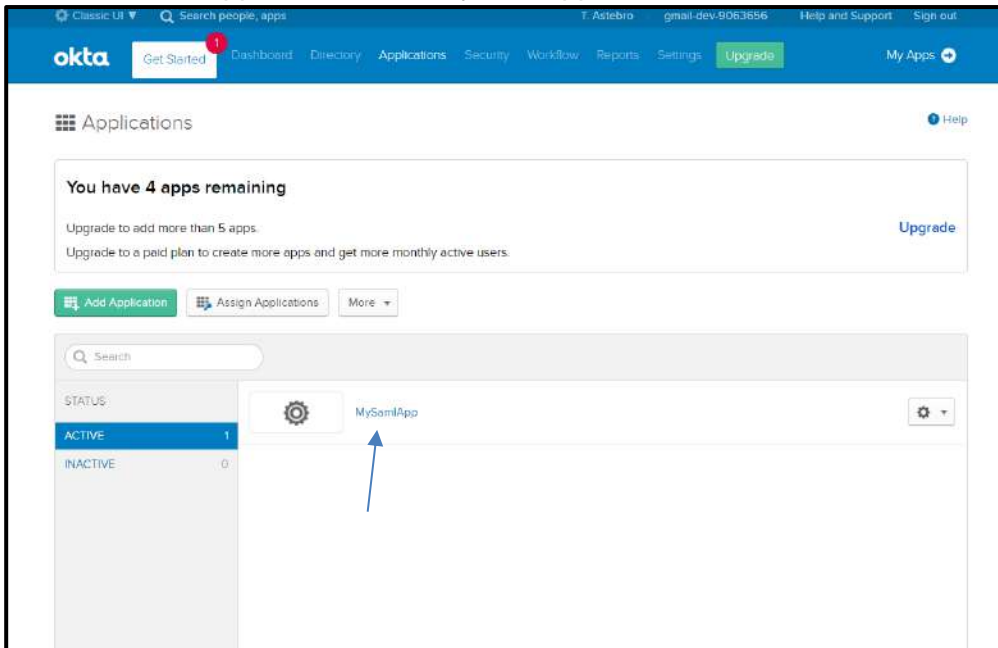 Classic UI ▼ Search people, apps T. Astebro gmail-dev-9063656 Help and Support Sign out
okta Get Started 1 Dashboard Directory Applications Security Workflow Reports Settings Upgrade My Apps
Applications Help
You have 4 apps remaining
Upgrade to add more than 5 apps. Upgrade
Upgrade to a paid plan to create more apps and get more monthly active users.
Add Application Assign Applications More
Search
STATUS
MySamlApp
ACTIVE 1
INACTIVE 0